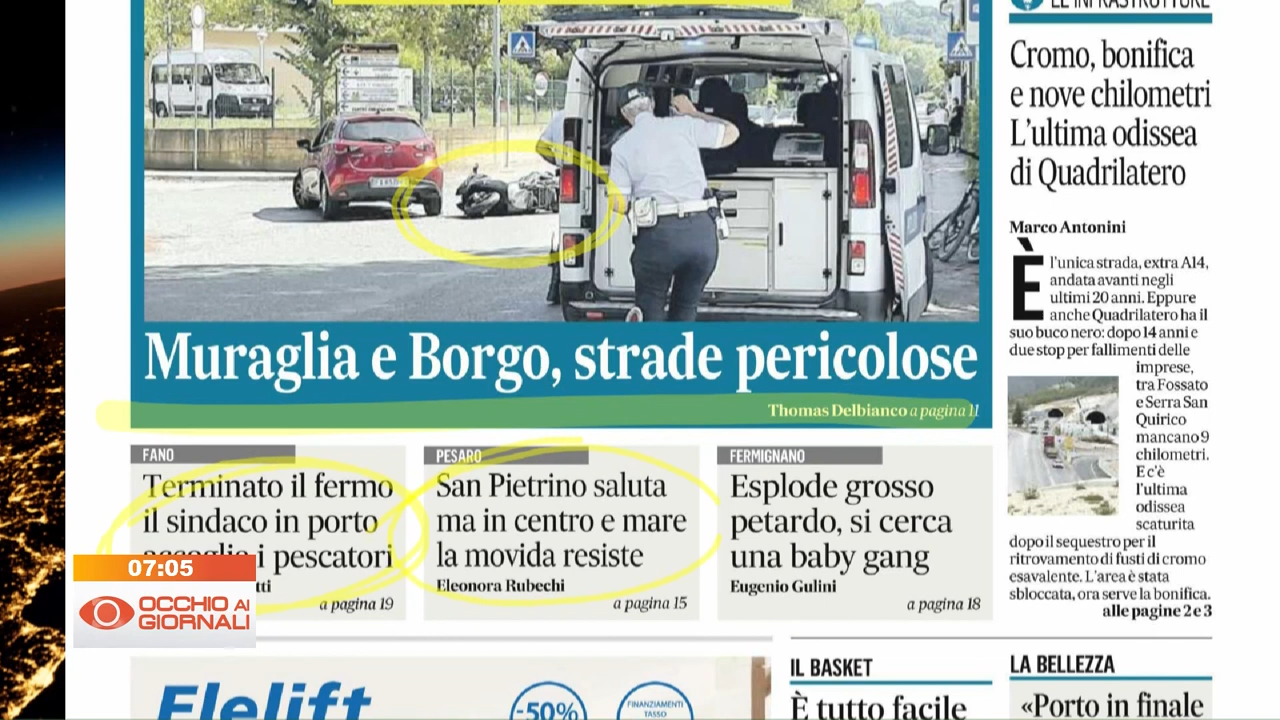 LE INFRASTRUTTURE
Cromo, bonifica
e nove chilometri
L'ultima odissea
di Quadrilatero
Marco Antonini
È l'unica strada, extra A14,
andata avanti negli
ultimi 20 anni. Eppure
anche Quadrilatero ha il
suo buco nero: dopo 14 anni e
due stop per fallimenti delle
imprese,
tra Fossato
e Serra San
Quirico
mancano 9
chilometri.
E c'è
l'ultima
odissea
scaturita
dopo il sequestro per il
ritrovamento di fusti di cromo
esavalente. L'area è stata
sbloccata, ora serve la bonifica.
alle pagine 2 e 3
Muraglia e Borgo, strade pericolose
Thomas Delbianco a pagina 11
FANO
Terminato il fermo
il sindaco in porto
accoglie i pescatori
a pagina 19
PESARO
San Pietrino saluta
ma in centro e mare
la movida resiste
Eleonora Rubechi
a pagina 15
FERMIGNANO
Esplode grosso
petardo, si cerca
una baby gang
Eugenio Gulini
a pagina 18
07:05
OCCHIO AI
GIORNALI
Elelift
-50%
FINANZIAMENTI
TASSO
IL BASKET
È tutto facile
LA BELLEZZA
«Porto in finale